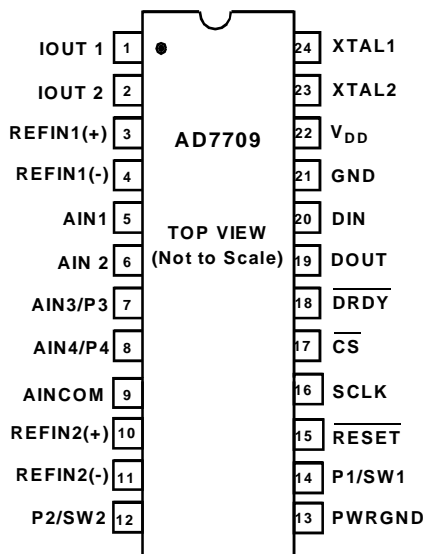 IOUT 1 1 24 XTAL1
IOUT 2 2 23 XTAL2
REFIN1(+) 3 AD7709 22 VDD
REFIN1(-) 4 21 GND
AIN1 5 20 DIN
TOP VIEW
AIN 2 6 (Not to Scale) 19 DOUT
AIN3/P3 7 18 DRDY
AIN4/P4 8 17 CS
AINCOM 9 16 SCLK
REFIN2(+) 10 15 RESET
REFIN2(-) 11 14 P1/SW1
P2/SW2 12 13 PWRGND